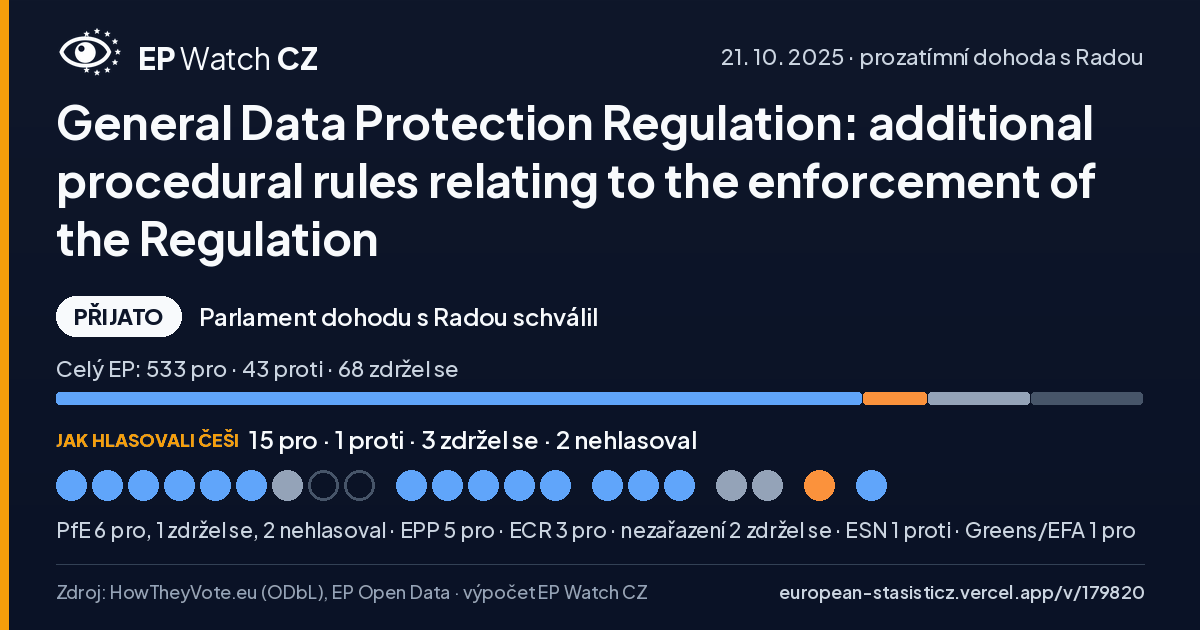 EP Watch CZ
21. 10. 2025 · prozatímní dohoda s Radou
General Data Protection Regulation: additional
procedural rules relating to the enforcement of
the Regulation
PŘIJATO Parlament dohodu s Radou schválil
Celý EP: 533 pro · 43 proti · 68 zdržel se
JAK HLASOVALI ČEŠI 15 pro · 1 proti · 3 zdržel se · 2 nehlasoval
PfE 6 pro, 1 zdržel se, 2 nehlasoval · EPP 5 pro · ECR 3 pro · nezařazení 2 zdržel se · ESN 1 proti · Greens/EFA 1 pro
Zdroj: HowTheyVote.eu (ODbL), EP Open Data · výpočet EP Watch CZ
european-stasisticz.vercel.app/v/179820